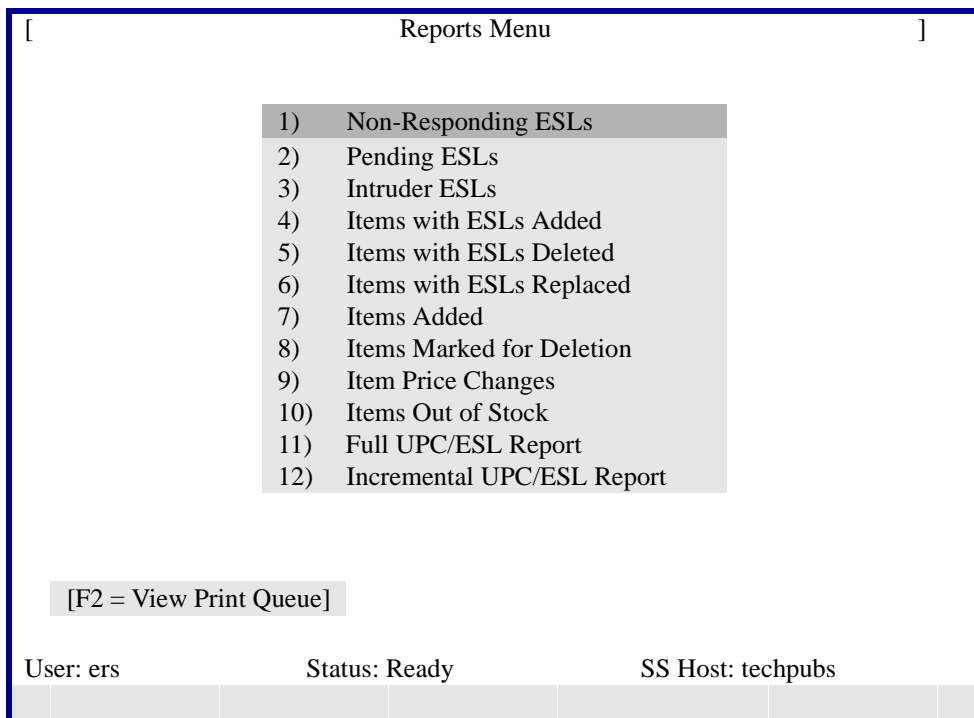 [ Reports Menu ]
1) Non-Responding ESLs
2) Pending ESLs
3) Intruder ESLs
4) Items with ESLs Added
5) Items with ESLs Deleted
6) Items with ESLs Replaced
7) Items Added
8) Items Marked for Deletion
9) Item Price Changes
10) Items Out of Stock
11) Full UPC/ESL Report
12) Incremental UPC/ESL Report
[F2 = View Print Queue]
User: ers Status: Ready SS Host: techpubs